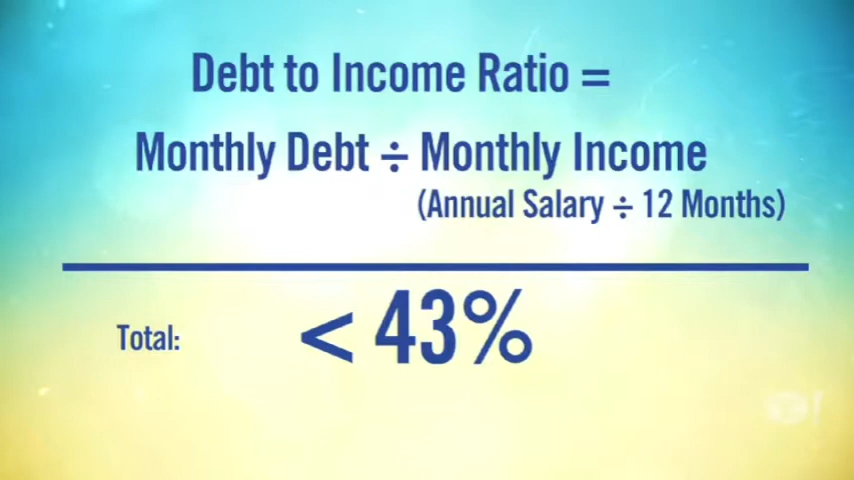 Debt to Income Ratio =
Monthly Debt ÷ Monthly Income
(Annual Salary ÷ 12 Months)
Total: < 43%